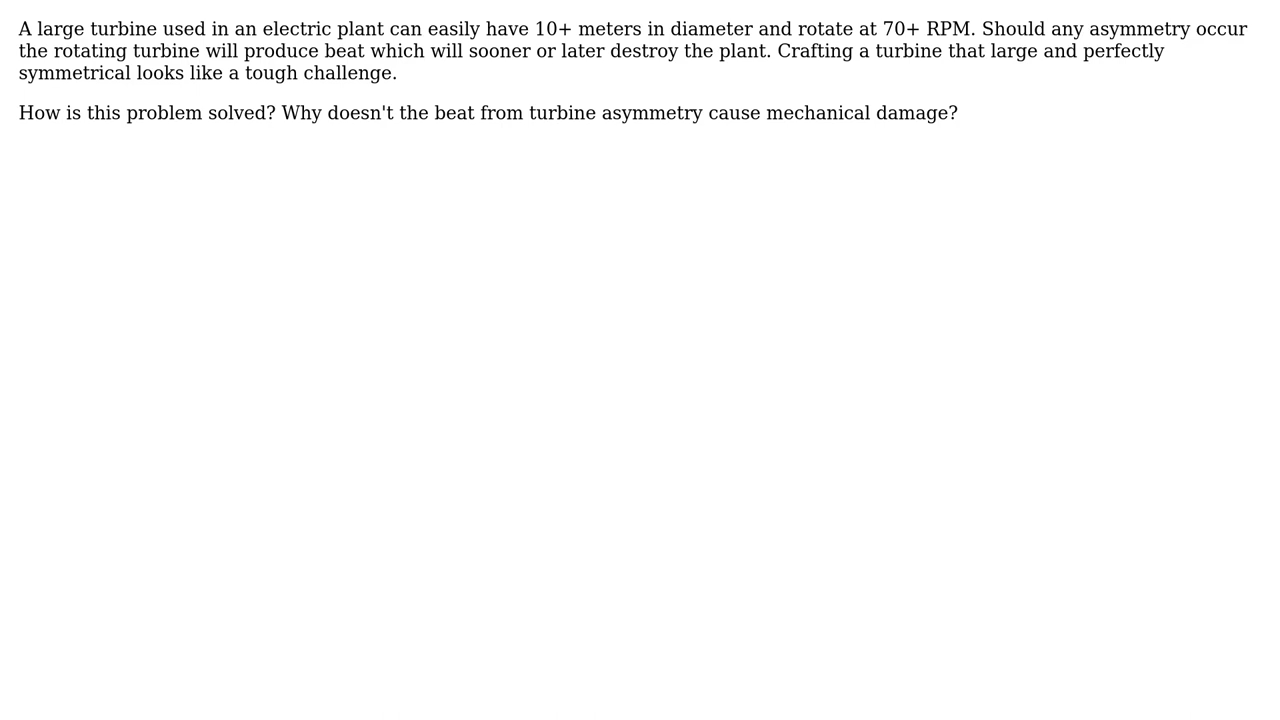 A large turbine used in an electric plant can easily have 10+ meters in diameter and rotate at 70+ RPM. Should any asymmetry occur
the rotating turbine will produce beat which will sooner or later destroy the plant. Crafting a turbine that large and perfectly
symmetrical looks like a tough challenge.
How is this problem solved? Why doesn't the beat from turbine asymmetry cause mechanical damage?